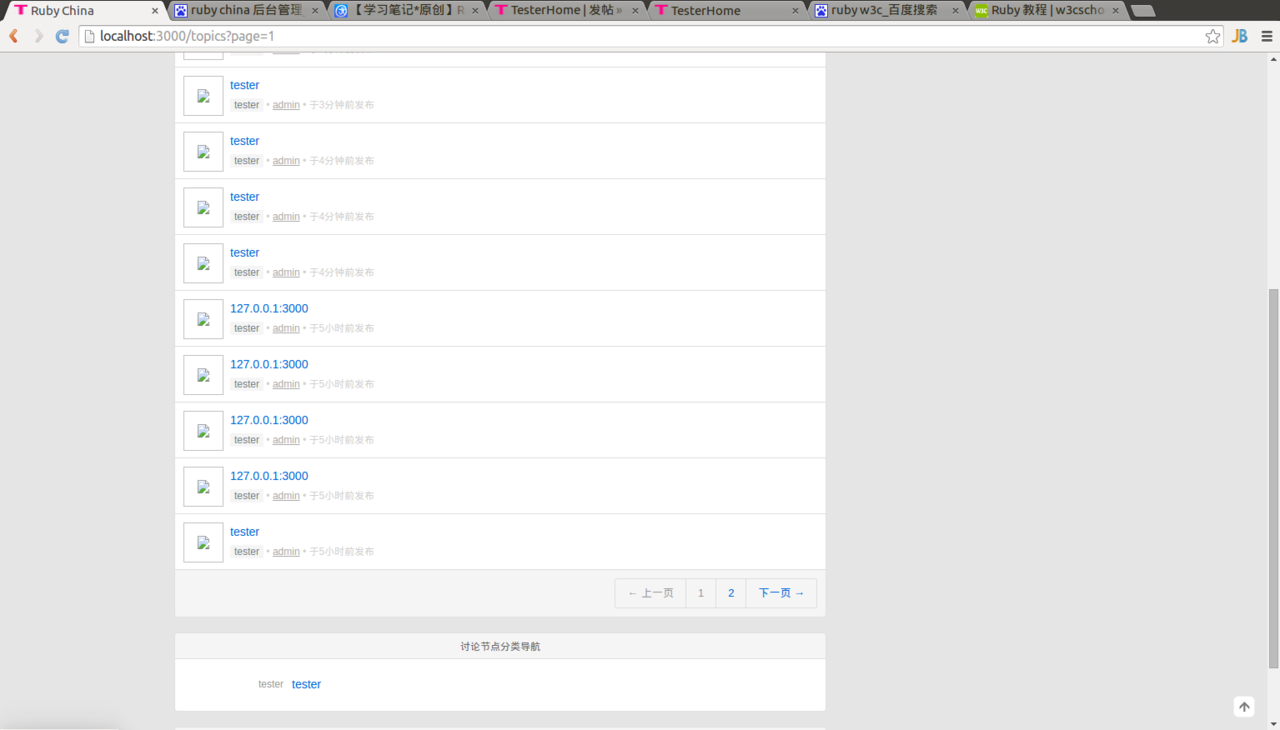 Ruby China
ruby china 后台管理
【学习笔记*原创】R
TesterHome | 发帖 »
TesterHome
ruby w3c_百度搜索
Ruby 教程 | w3cscho
localhost:3000/topics?page=1
JB
tester
tester • admin • 于3分钟前发布
tester
tester • admin • 于4分钟前发布
tester
tester • admin • 于4分钟前发布
tester
tester • admin • 于4分钟前发布
127.0.0.1:3000
tester • admin • 于5小时前发布
127.0.0.1:3000
tester • admin • 于5小时前发布
127.0.0.1:3000
tester • admin • 于5小时前发布
127.0.0.1:3000
tester • admin • 于5小时前发布
tester
tester • admin • 于5小时前发布
← 上一页 1 2 下一页 →
讨论节点分类导航
tester tester